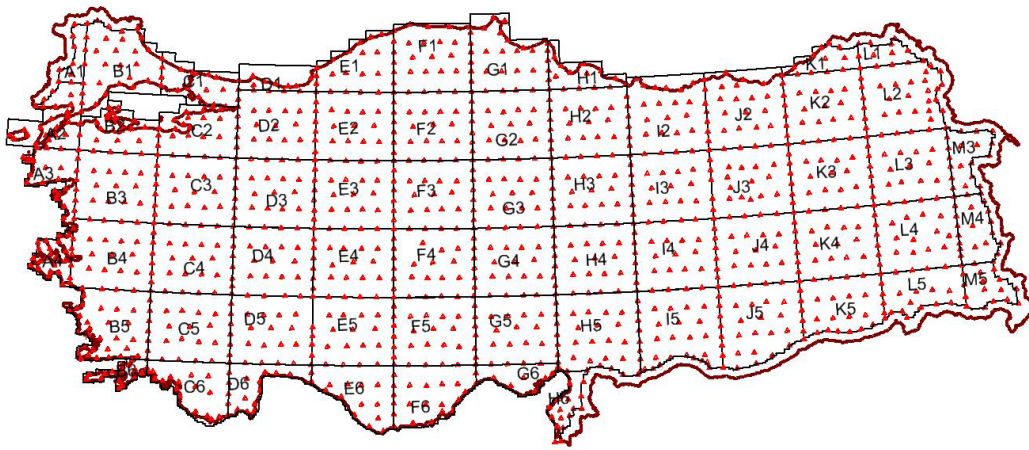 A1 B1 C1 D1 E1 F1 G1 H1 K1 L1
A2 B2 C2 D2 E2 F2 G2 H2 I2 J2 K2 L2
A3 B3 C3 D3 E3 F3 G3 H3 I3 J3 K3 L3 M3
A4 B4 C4 D4 E4 F4 G4 H4 I4 J4 K4 L4 M4
B5 C5 D5 E5 F5 G5 H5 I5 J5 K5 L5 M5
B6 C6 D6 E6 F6 G6 H6